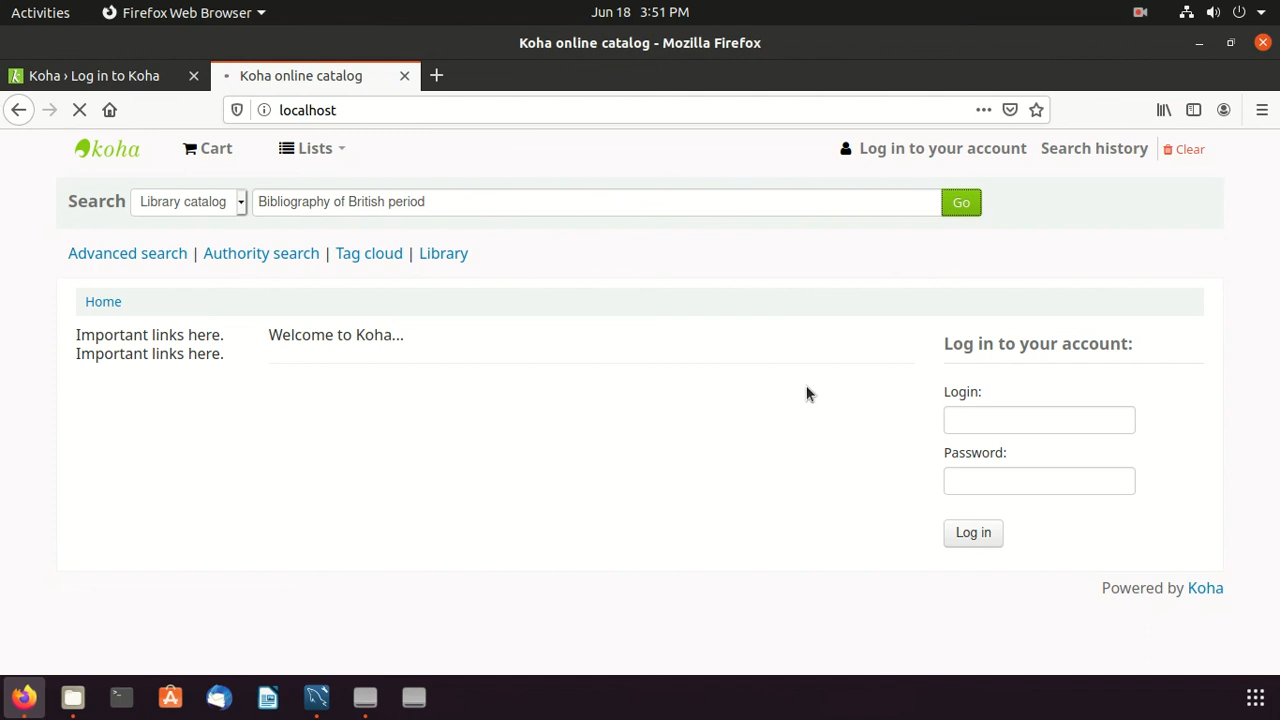 Activities Firefox Web Browser Jun 18 3:51 PM
Koha online catalog - Mozilla Firefox
Koha › Log in to Koha Koha online catalog
localhost
koha Cart Lists Log in to your account Search history Clear
Search Library catalog Bibliography of British period Go
Advanced search | Authority search | Tag cloud | Library
Home
Important links here. Welcome to Koha...
Important links here.
Log in to your account:
Login:
Password:
Log in
Powered by Koha